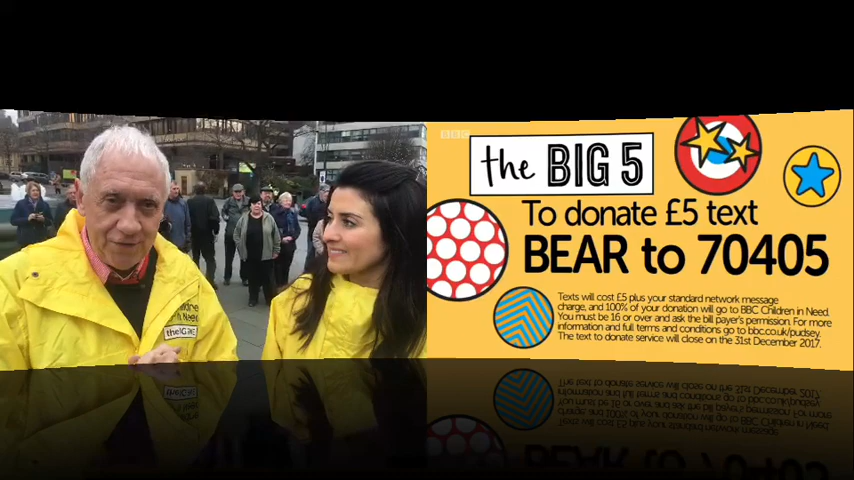 BBC
the BIG 5
To donate £5 text
BEAR to 70405
Texts will cost £5 plus your standard network message
charge, and 100% of your donation will go to BBC Children in Need.
You must be 16 or over and ask the bill payer's permission. For more
information and full terms and conditions go to bbc.co.uk/pudsey.
The text to donate service will close on the 31st December 2017.
Children
in Need